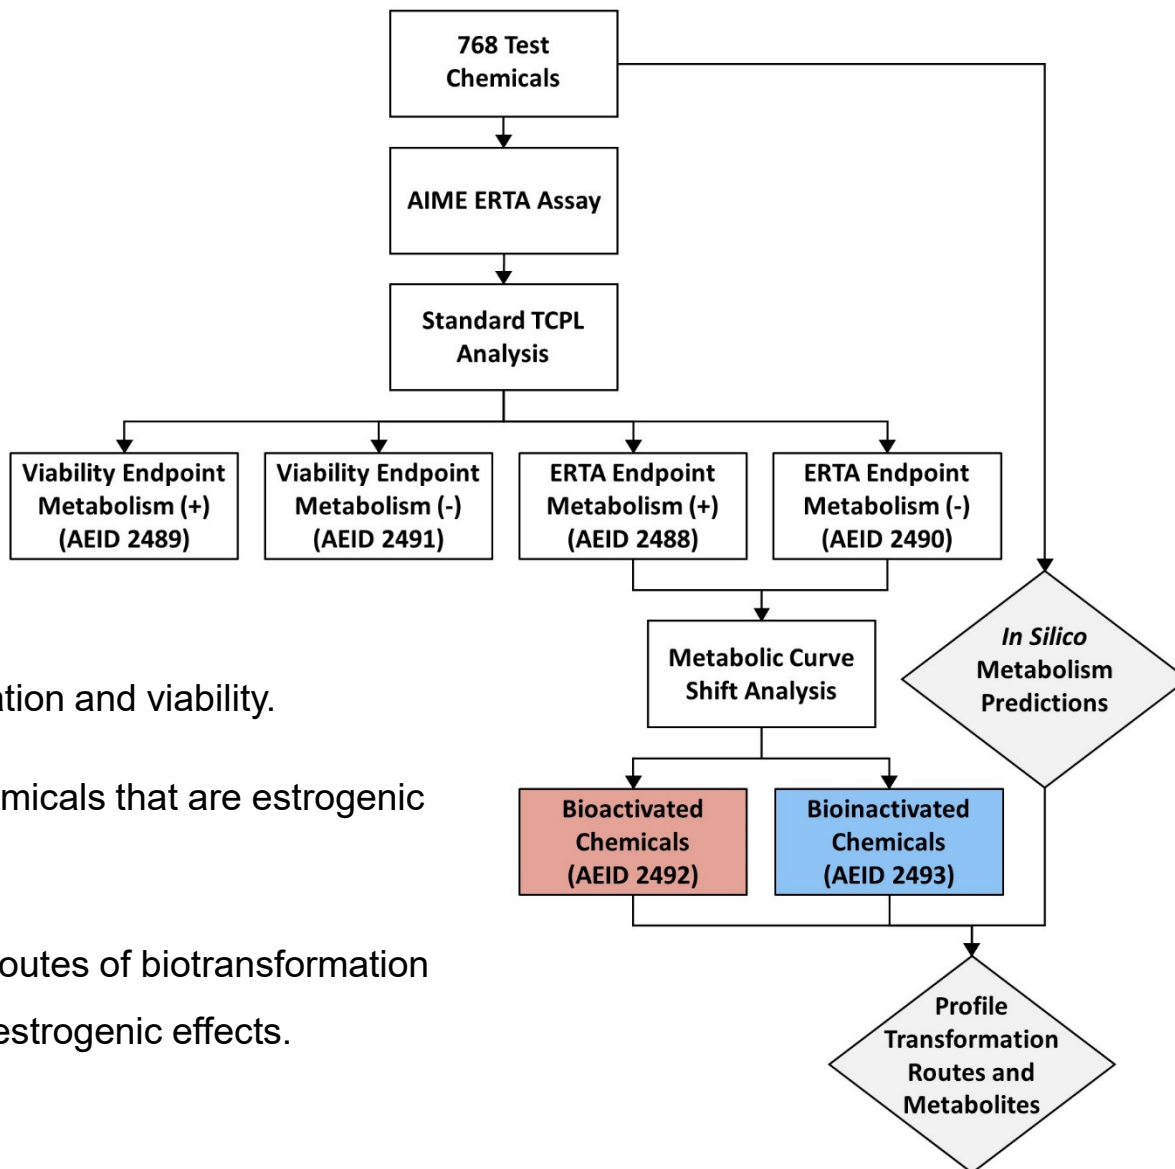 768 Test
Chemicals
AIME ERTA Assay
Standard TCPL
Analysis
Viability Endpoint
Metabolism (+)
(AEID 2489)
Viability Endpoint
Metabolism (-)
(AEID 2491)
ERTA Endpoint
Metabolism (+)
(AEID 2488)
ERTA Endpoint
Metabolism (-)
(AEID 2490)
Metabolic Curve
Shift Analysis
In Silico
Metabolism
Predictions
ation and viability.
emicals that are estrogenic
Bioactivated
Chemicals
(AEID 2492)
Bioinactivated
Chemicals
(AEID 2493)
outes of biotransformation
estrogenic effects.
Profile
Transformation
Routes and
Metabolites